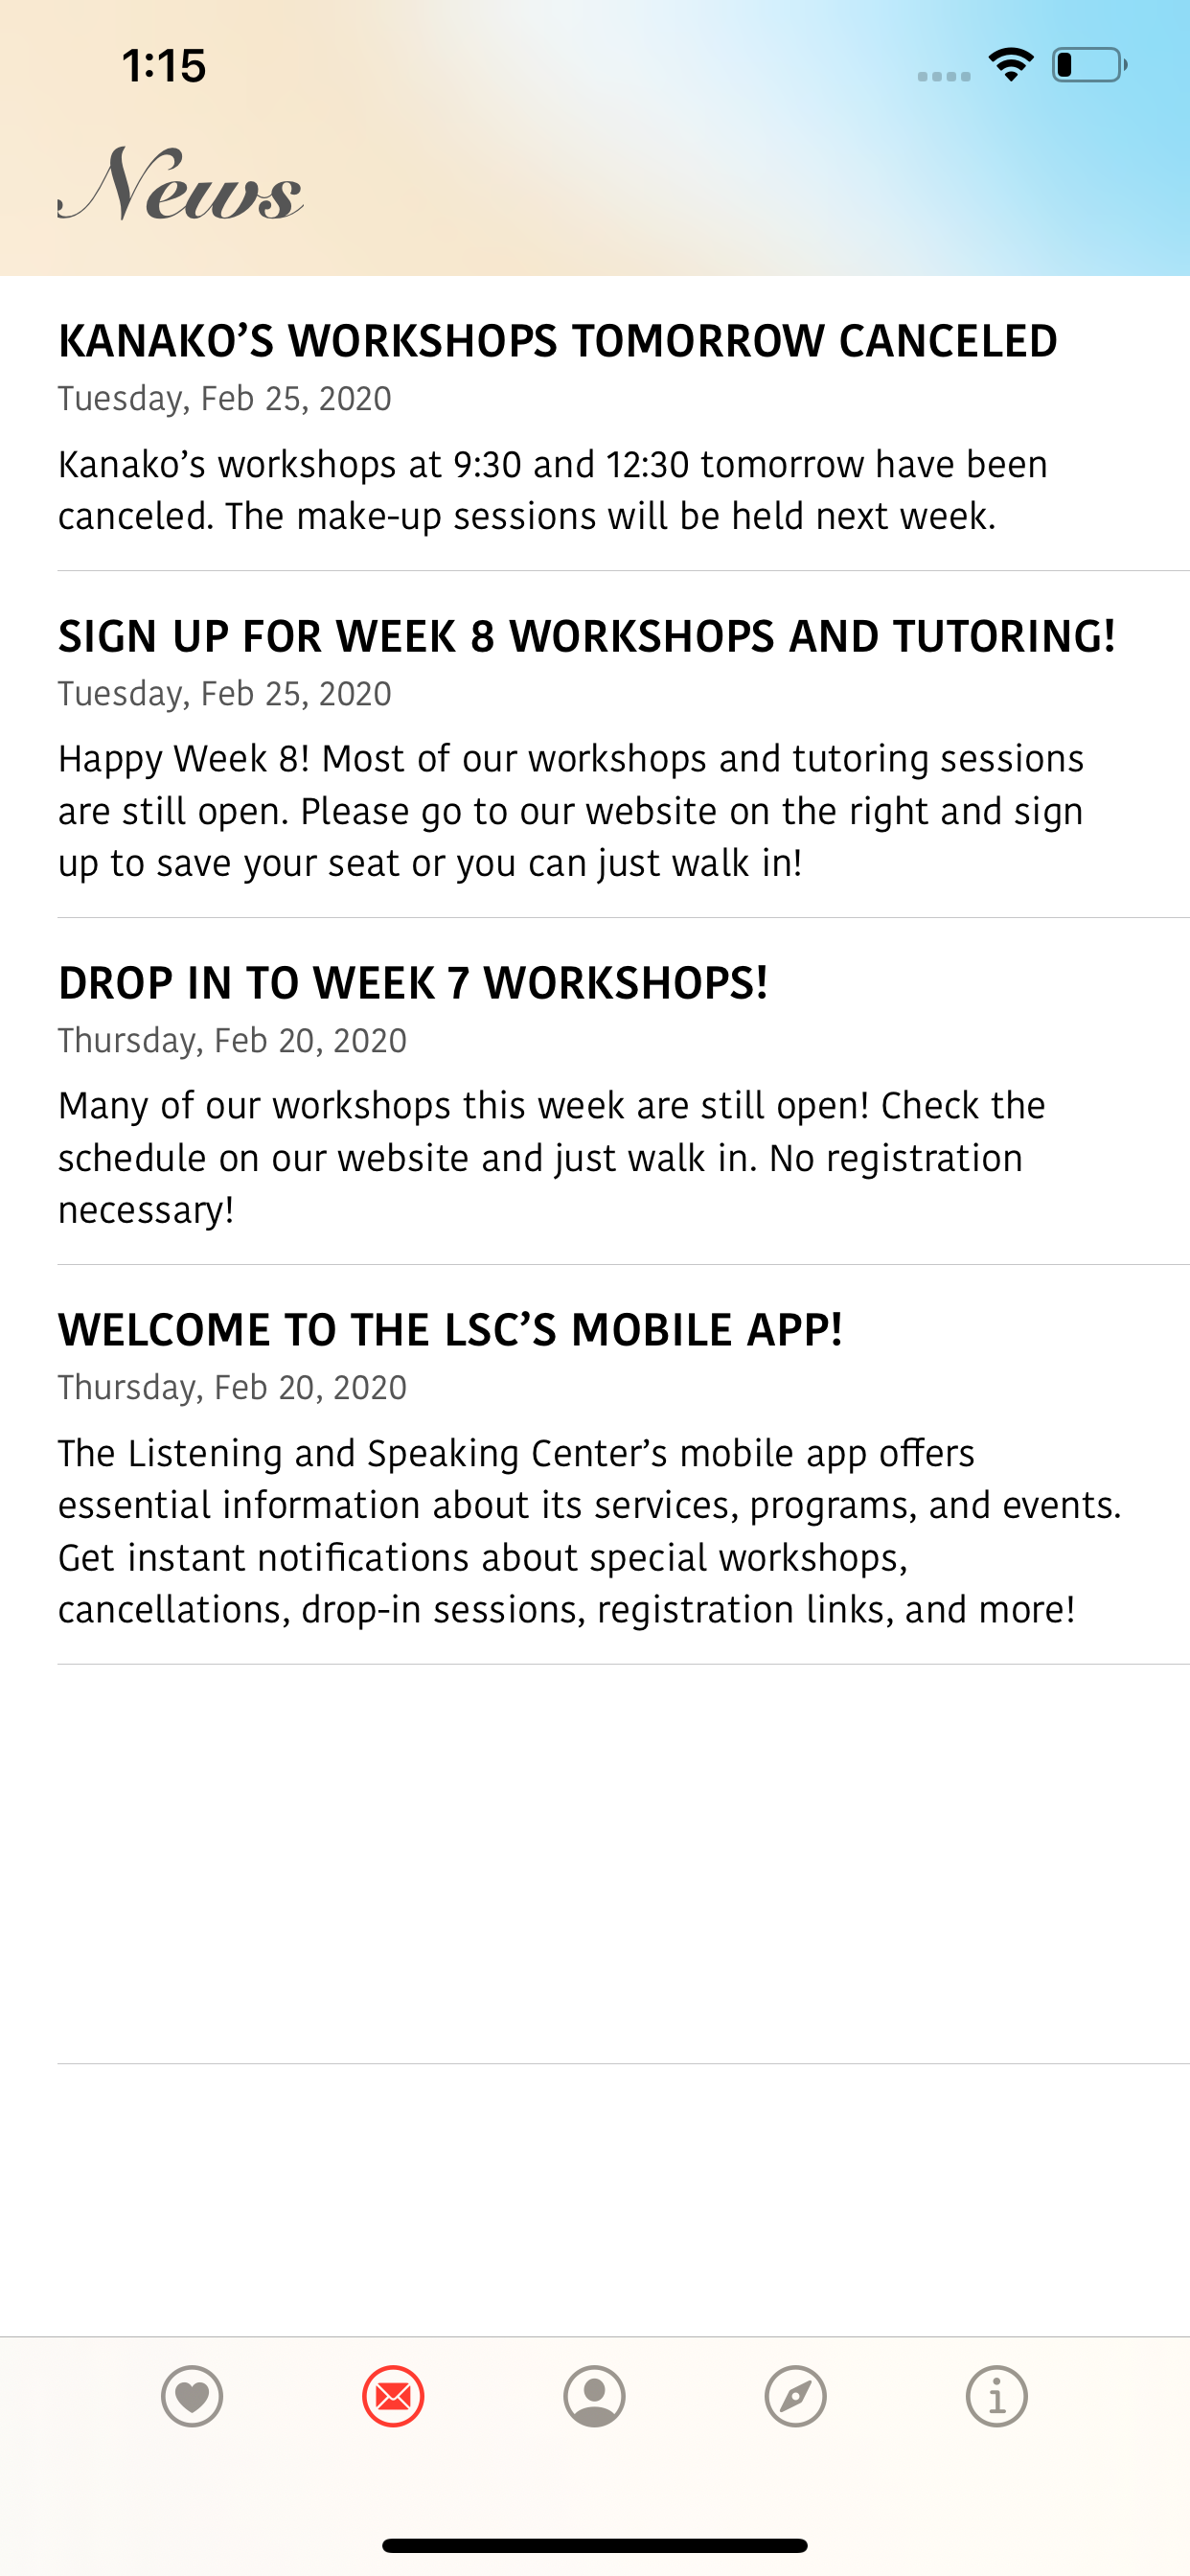 1:15
News
KANAKO’S WORKSHOPS TOMORROW CANCELED
Tuesday, Feb 25, 2020
Kanako’s workshops at 9:30 and 12:30 tomorrow have been
canceled. The make-up sessions will be held next week.
SIGN UP FOR WEEK 8 WORKSHOPS AND TUTORING!
Tuesday, Feb 25, 2020
Happy Week 8! Most of our workshops and tutoring sessions
are still open. Please go to our website on the right and sign
up to save your seat or you can just walk in!
DROP IN TO WEEK 7 WORKSHOPS!
Thursday, Feb 20, 2020
Many of our workshops this week are still open! Check the
schedule on our website and just walk in. No registration
necessary!
WELCOME TO THE LSC’S MOBILE APP!
Thursday, Feb 20, 2020
The Listening and Speaking Center’s mobile app offers
essential information about its services, programs, and events.
Get instant notifications about special workshops,
cancellations, drop-in sessions, registration links, and more!